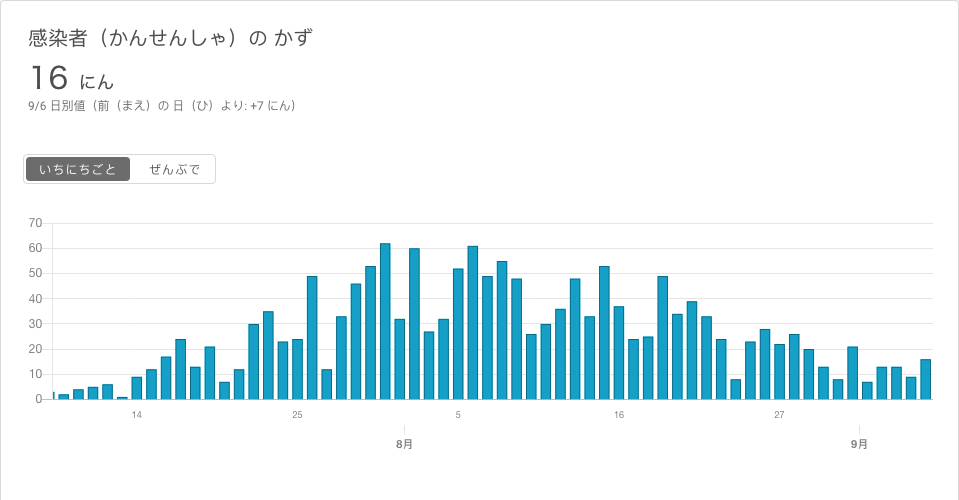 感染者（かんせんしゃ）の かず
16 にん
9/6 日別値（前（まえ）の 日（ひ）より: +7 にん）
いちにちごと ぜんぶで
70
60
50
40
30
20
10
0
14 25 5 16 27
8月 9月